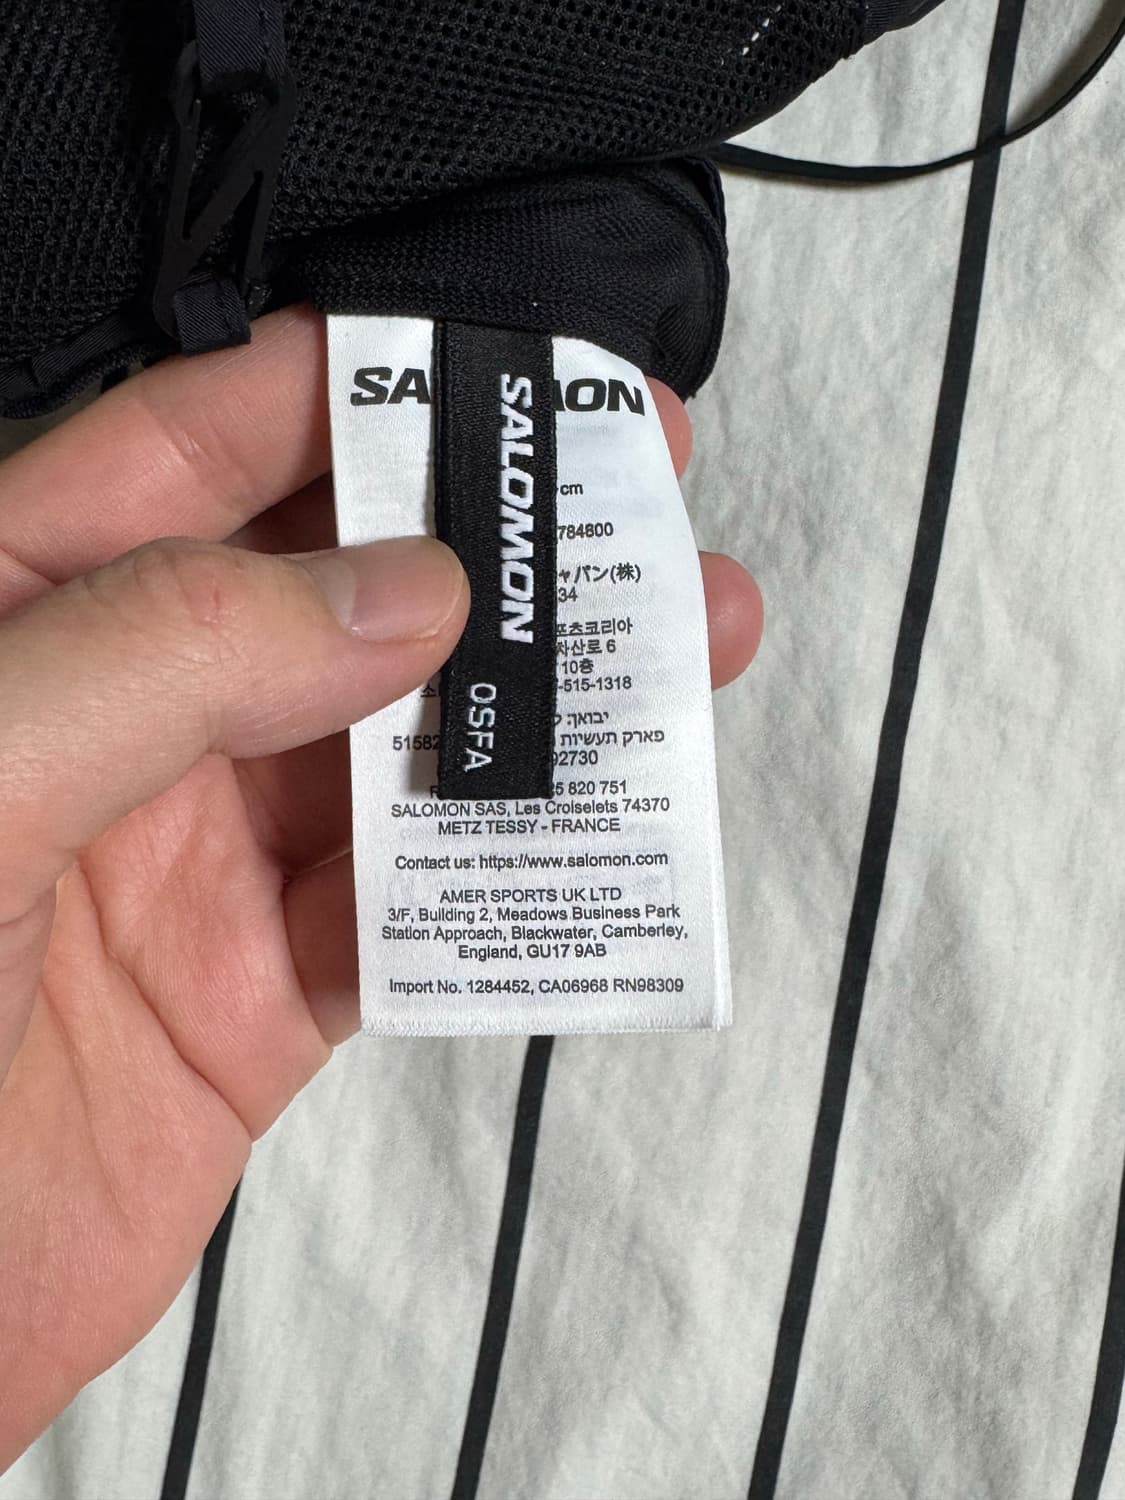 SALOMON
OSFA
cm
784800
ャパン(株)
34
포츠코리아
차산로 6
10층
-515-1318
יבואן:
פארק תעשיות
51582
92730
5 820 751
SALOMON SAS, Les Croiselets 74370
METZ TESSY - FRANCE
Contact us: https://www.salomon.com
AMER SPORTS UK LTD
3/F, Building 2, Meadows Business Park
Station Approach, Blackwater, Camberley,
England, GU17 9AB
Import No. 1284452, CA06968 RN98309